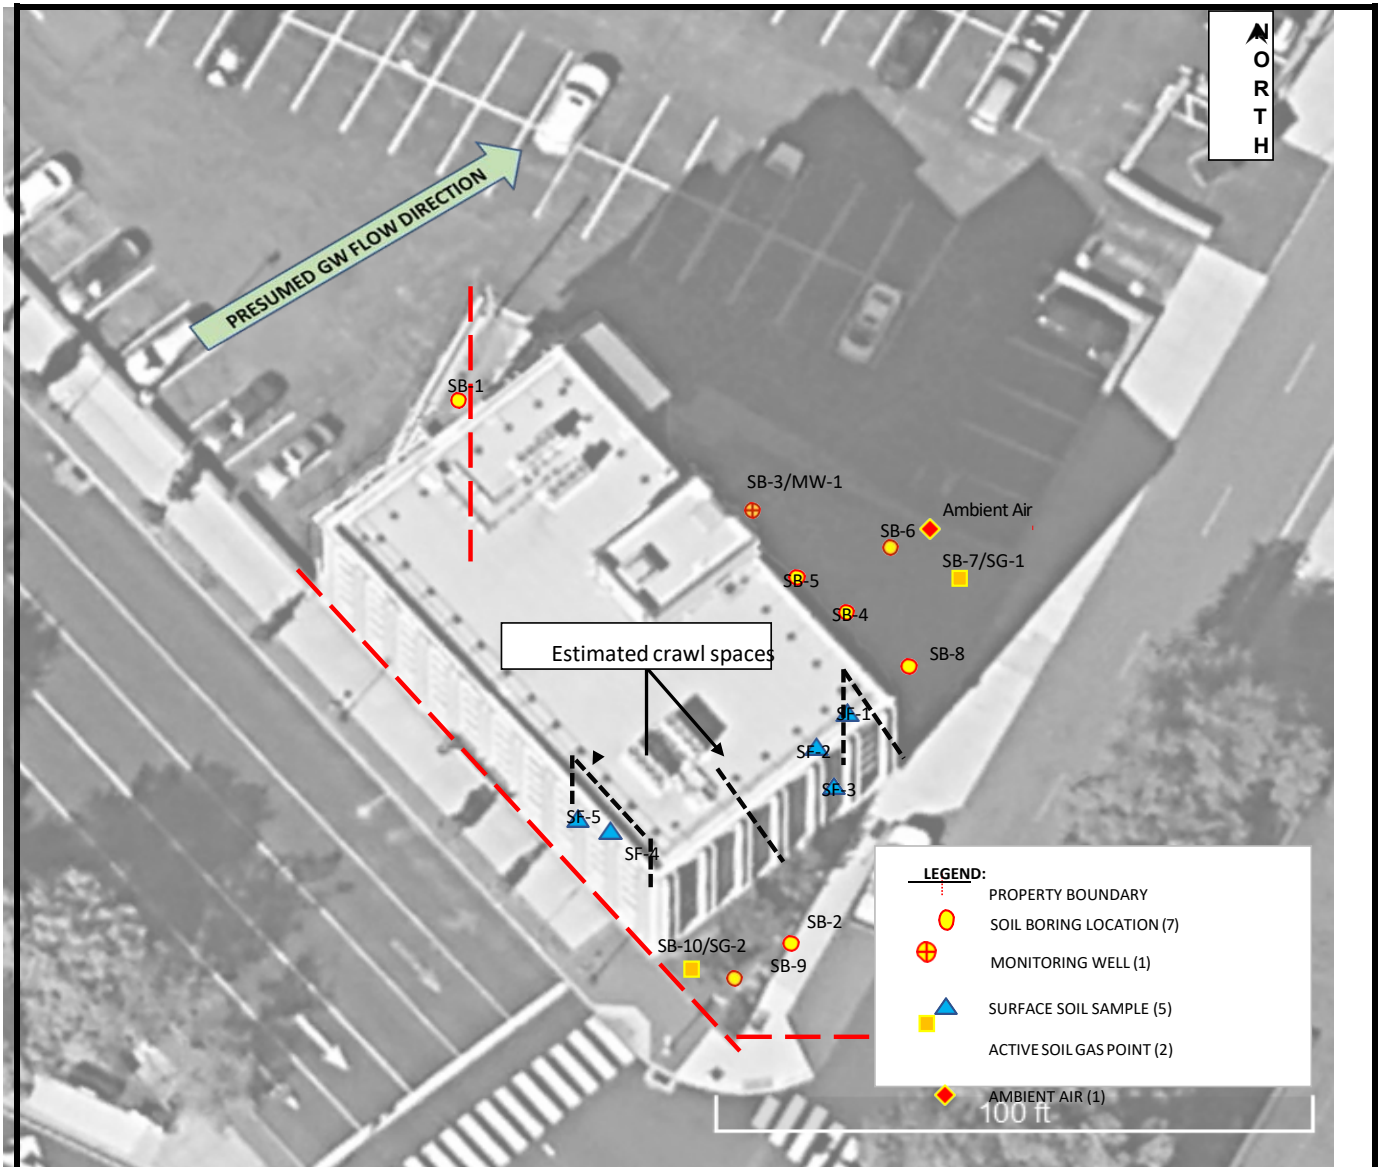 N
O
R
T
H
PRESUMED GW FLOW DIRECTION
SB-1
SB-3/MW-1
Ambient Air
SB-6
SB-7/SG-1
SB-5
SB-4
Estimated crawl spaces
SB-8
SF-1
SF-2
SF-3
SF-5
SF-4
SB-2
SB-10/SG-2
SB-9
LEGEND:
PROPERTY BOUNDARY
SOIL BORING LOCATION (7)
MONITORING WELL (1)
SURFACE SOIL SAMPLE (5)
ACTIVE SOIL GAS POINT (2)
AMBIENT AIR (1)
100 ft